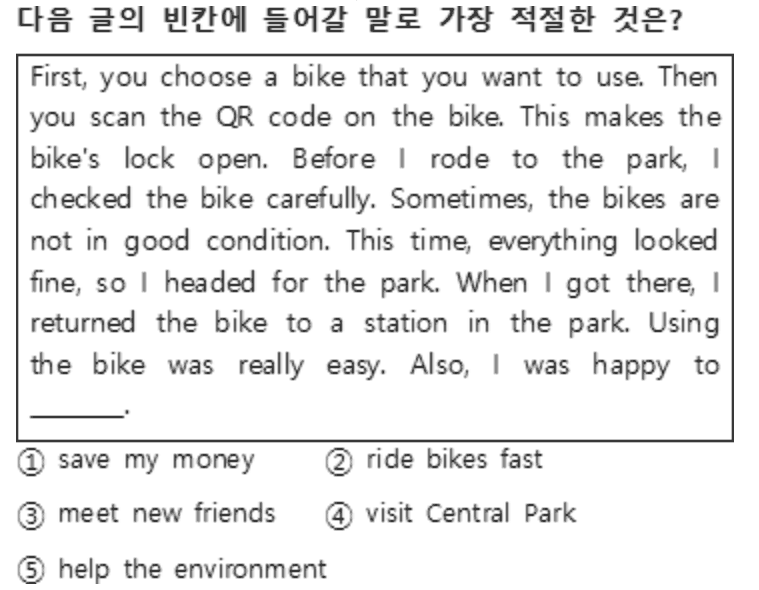 다음 글의 빈칸에 들어갈 말로 가장 적절한 것은?
First, you choose a bike that you want to use. Then
you scan the QR code on the bike. This makes the
bike's lock open. Before I rode to the park, I
checked the bike carefully. Sometimes, the bikes are
not in good condition. This time, everything looked
fine, so I headed for the park. When I got there, I
returned the bike to a station in the park. Using
the bike was really easy. Also, I was happy to
______.
① save my money ② ride bikes fast
③ meet new friends ④ visit Central Park
⑤ help the environment